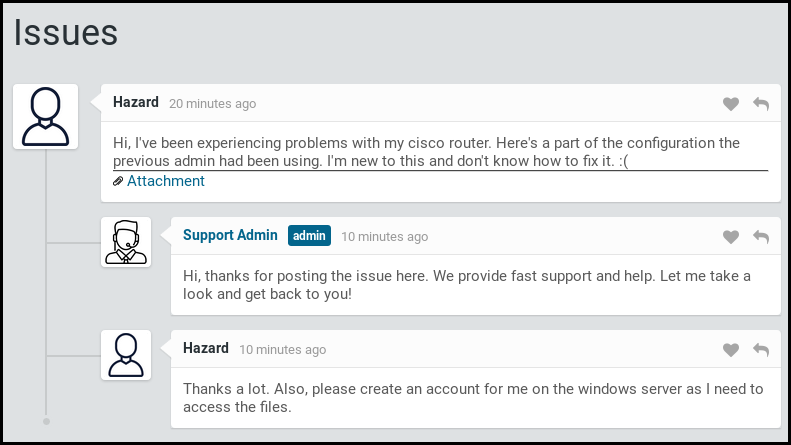 Issues
Hazard 20 minutes ago
Hi, I've been experiencing problems with my cisco router. Here's a part of the configuration the
previous admin had been using. I'm new to this and don't know how to fix it. :(
Attachment
Support Admin admin 10 minutes ago
Hi, thanks for posting the issue here. We provide fast support and help. Let me take a
look and get back to you!
Hazard 10 minutes ago
Thanks a lot. Also, please create an account for me on the windows server as I need to
access the files.